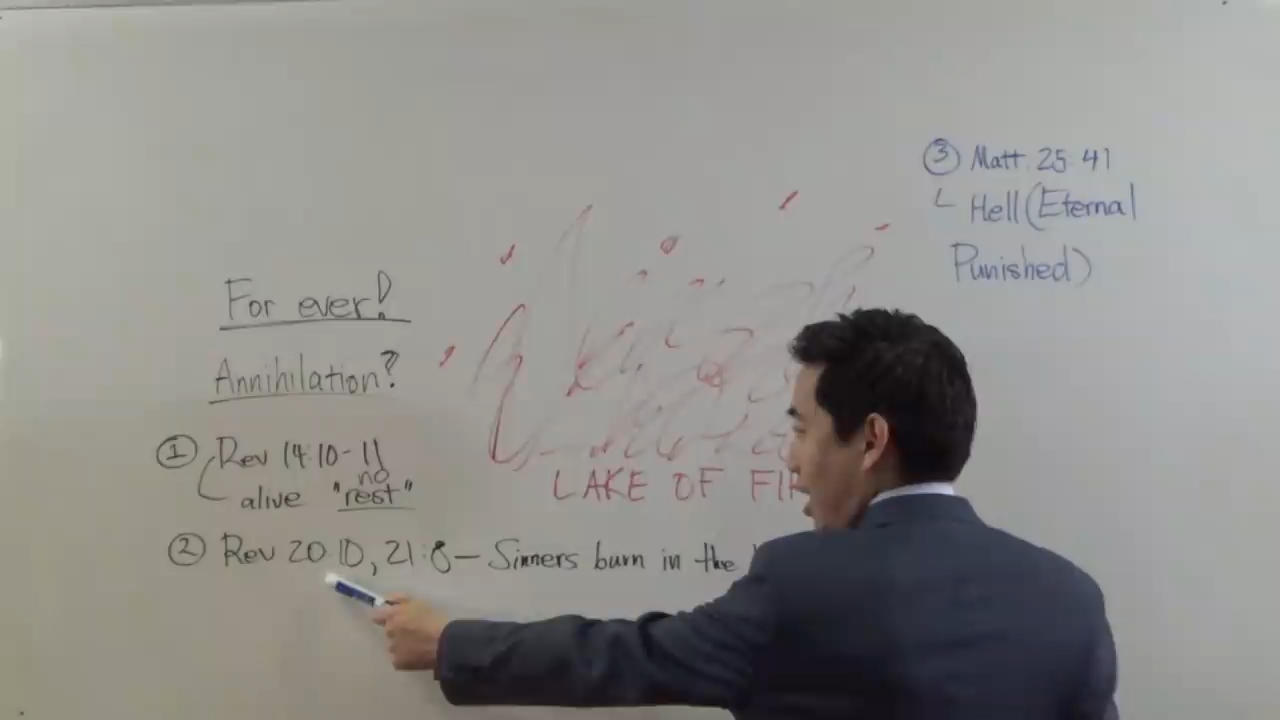 For ever!
Annihilation?
① Rev 14:10-11
alive no "rest"
② Rev 20:10, 21:8 — Sinners burn in the
LAKE OF
③ Matt. 25:41
Hell (Eternal
Punished)